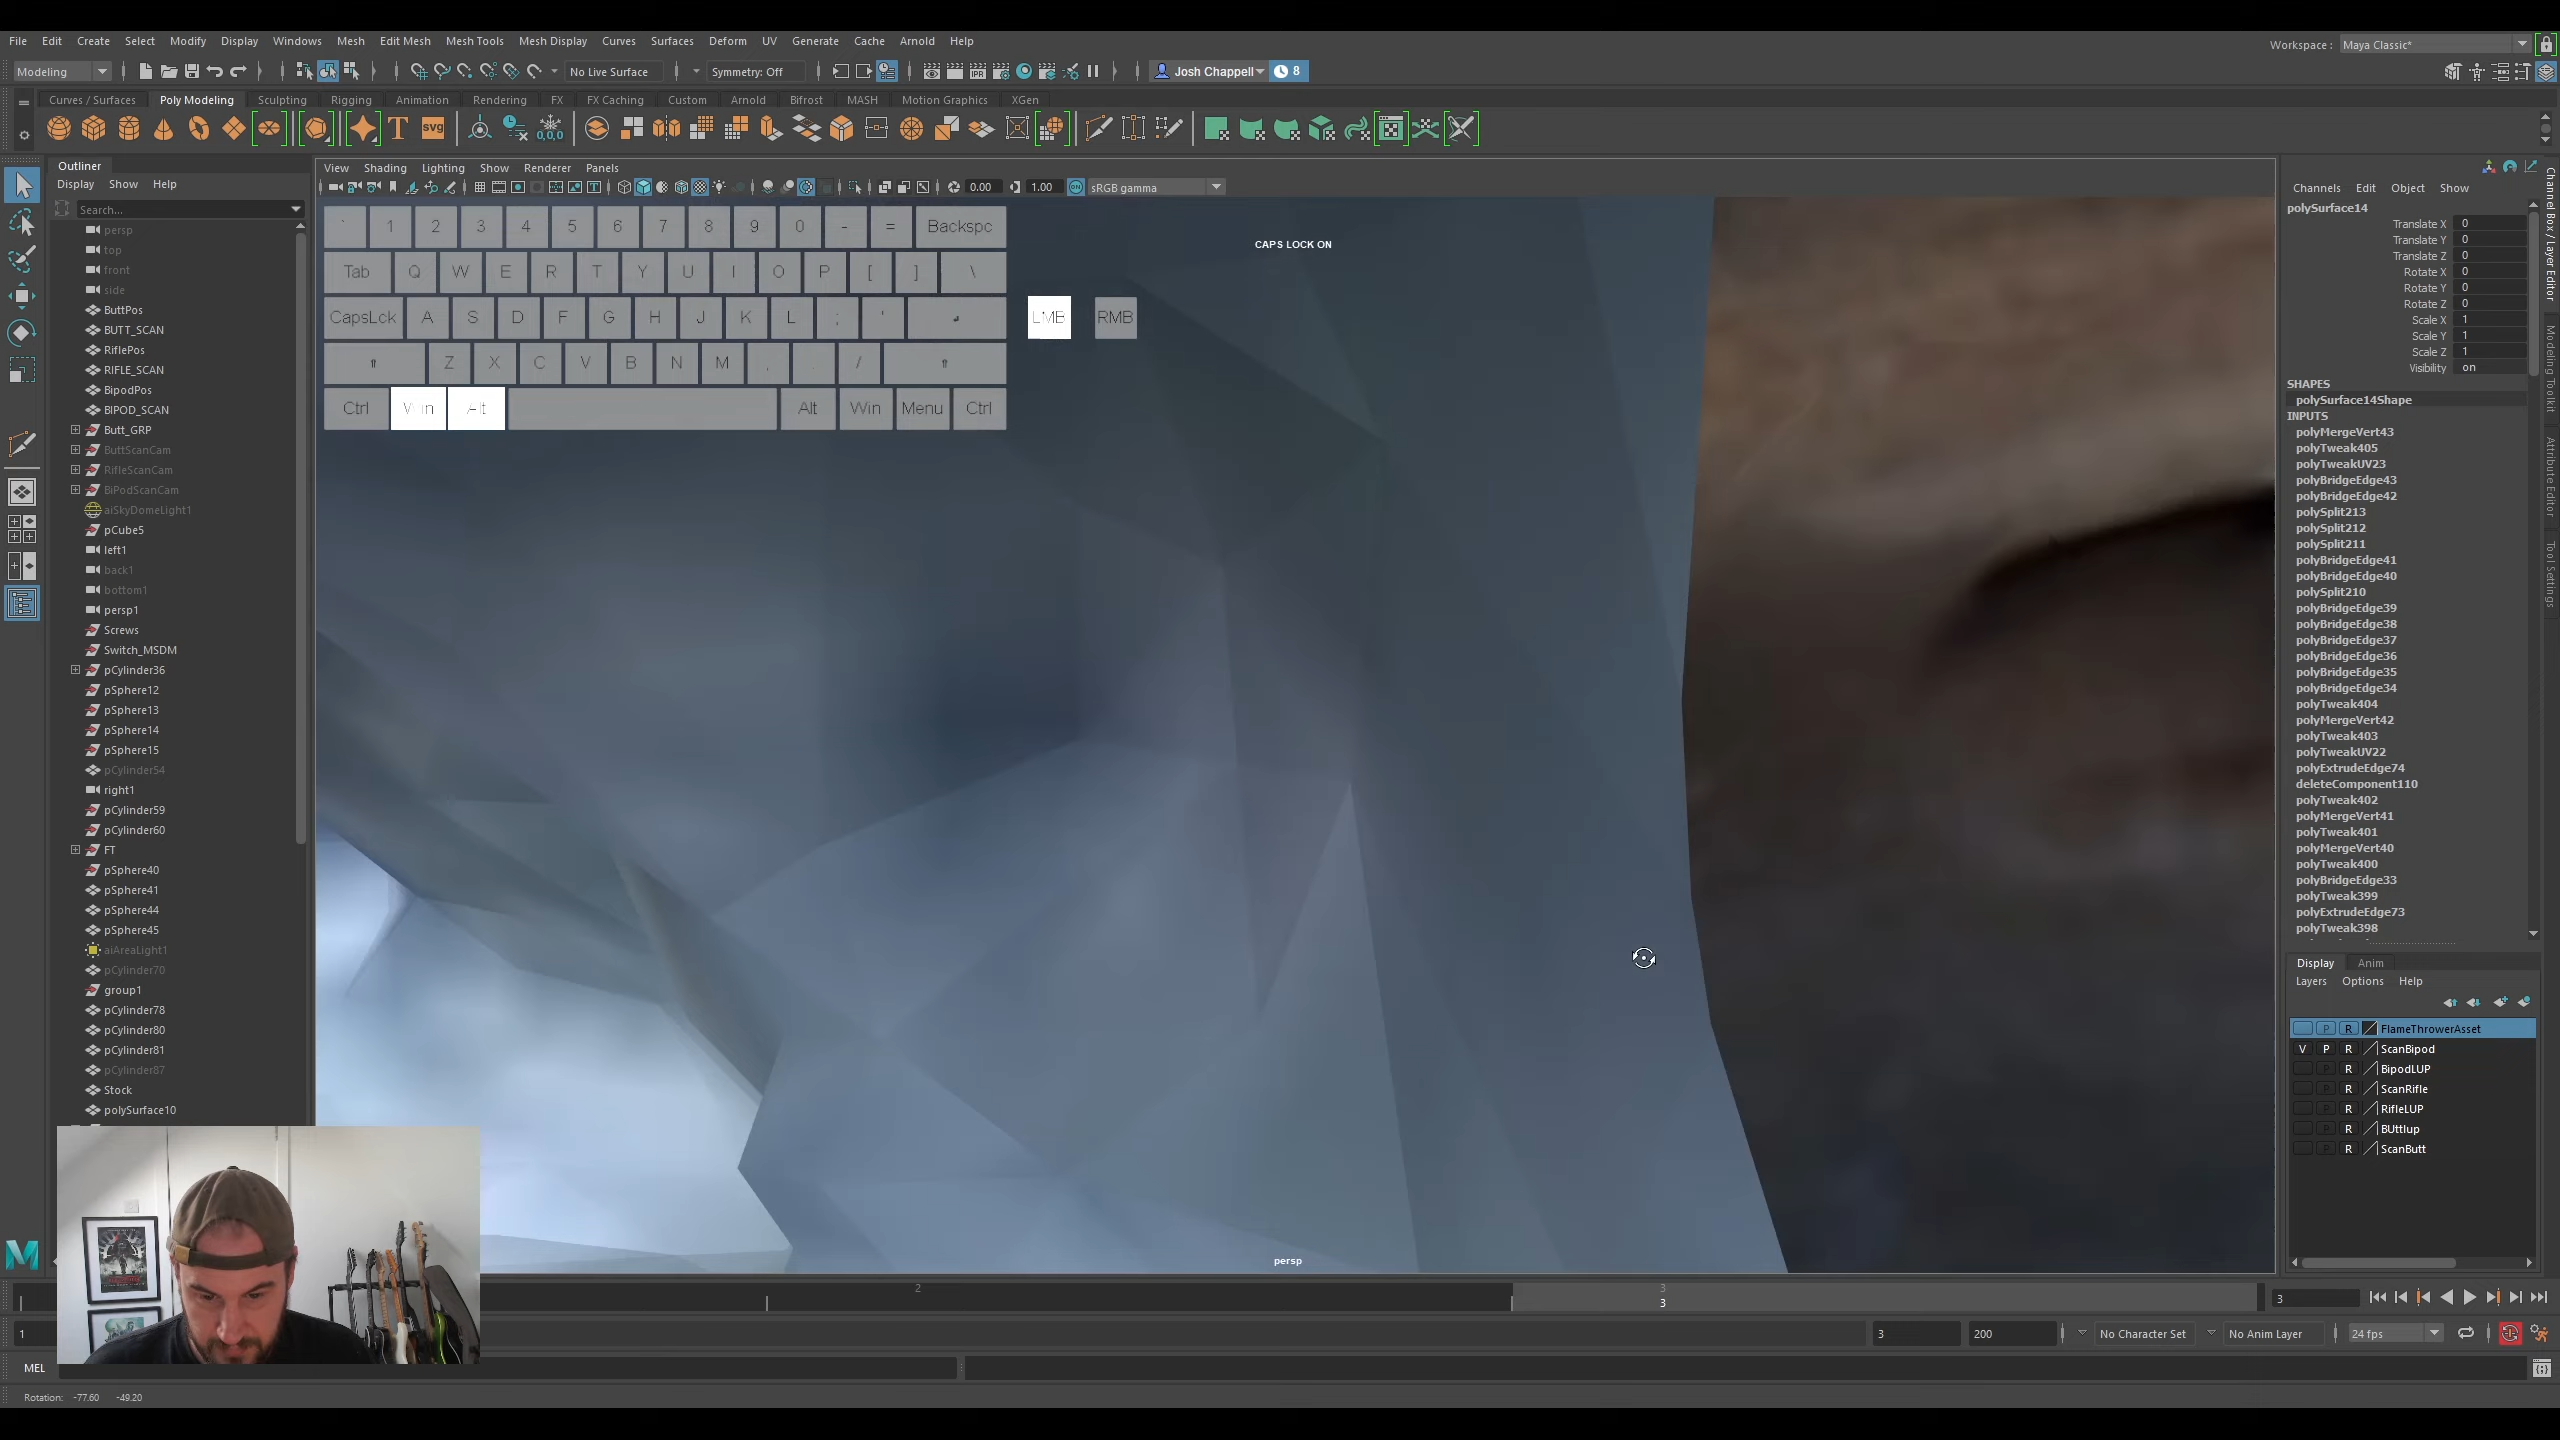 File Edit Create Select Modify Display Windows Mesh Edit Mesh Mesh Tools Mesh Display Curves Surfaces Deform UV Generate Cache Arnold Help
Workspace : Maya Classic*
Modeling No Live Surface Symmetry: Off Josh Chappell 8
Curves / Surfaces Poly Modeling Sculpting Rigging Animation Rendering FX FX Caching Custom Arnold Bifrost MASH Motion Graphics XGen
Outliner
Display Show Help
Search...
persp
top
front
side
ButtPos
BUTT_SCAN
RiflePos
RIFLE_SCAN
BipodPos
BIPOD_SCAN
Butt_GRP
ButtScanCam
RifleScanCam
BiPodScanCam
aiSkyDomeLight1
pCube5
left1
back1
bottom1
persp1
Screws
Switch_MSDM
pCylinder36
pSphere12
pSphere13
pSphere14
pSphere15
pCylinder54
right1
pCylinder59
pCylinder60
FT
pSphere40
pSphere41
pSphere44
pSphere45
aiAreaLight1
pCylinder70
group1
pCylinder78
pCylinder80
pCylinder81
pCylinder87
Stock
polySurface10
View Shading Lighting Show Renderer Panels
0.00 1.00 sRGB gamma
` 1 2 3 4 5 6 7 8 9 0 - = Backspc
Tab Q W E R T Y U I O P [ ] \
CapsLck A S D F G H J K L ; '
Z X C V B N M , . /
Ctrl Win Alt Alt Win Menu Ctrl
LMB RMB
CAPS LOCK ON
persp
Channels Edit Object Show
polySurface14
Translate X 0
Translate Y 0
Translate Z 0
Rotate X 0
Rotate Y 0
Rotate Z 0
Scale X 1
Scale Y 1
Scale Z 1
Visibility on
SHAPES
polySurface14Shape
INPUTS
polyMergeVert43
polyTweak405
polyTweakUV23
polyBridgeEdge43
polyBridgeEdge42
polySplit213
polySplit212
polySplit211
polyBridgeEdge41
polyBridgeEdge40
polySplit210
polyBridgeEdge39
polyBridgeEdge38
polyBridgeEdge37
polyBridgeEdge36
polyBridgeEdge35
polyBridgeEdge34
polyTweak404
polyMergeVert42
polyTweak403
polyTweakUV22
polyExtrudeEdge74
deleteComponent110
polyTweak402
polyMergeVert41
polyTweak401
polyMergeVert40
polyTweak400
polyBridgeEdge33
polyTweak399
polyExtrudeEdge73
polyTweak398
Display Anim
Layers Options Help
P R FlameThrowerAsset
V P R ScanBipod
P R BipodLUP
P R ScanRifle
P R RifleLUP
P R BUttlup
P R ScanButt
Channel Box / Layer Editor
Modeling Toolkit
Attribute Editor
Tool Settings
2 3
3
3
1 3 200 No Character Set No Anim Layer 24 fps
MEL
Rotation: -77.60 -49.20